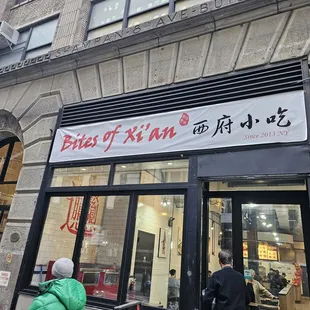 Bites of Xi'an 西府小吃
Since 2013 NY